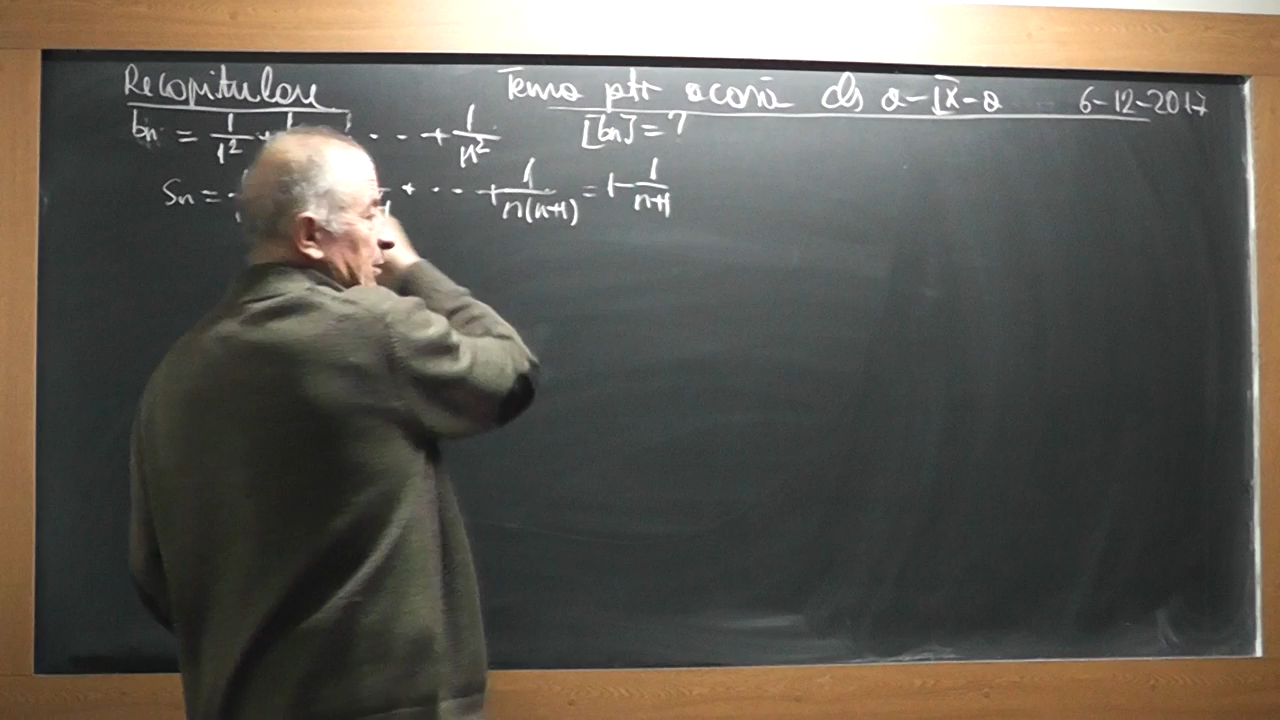 Recapitulare Tema ptr acasă cls a-IX-a 6-12-2017
bn = 1/1² + 1 ... + 1/n² [bn] = ?
Sn = + ... + 1/n(n+1) = 1 - 1/n+1